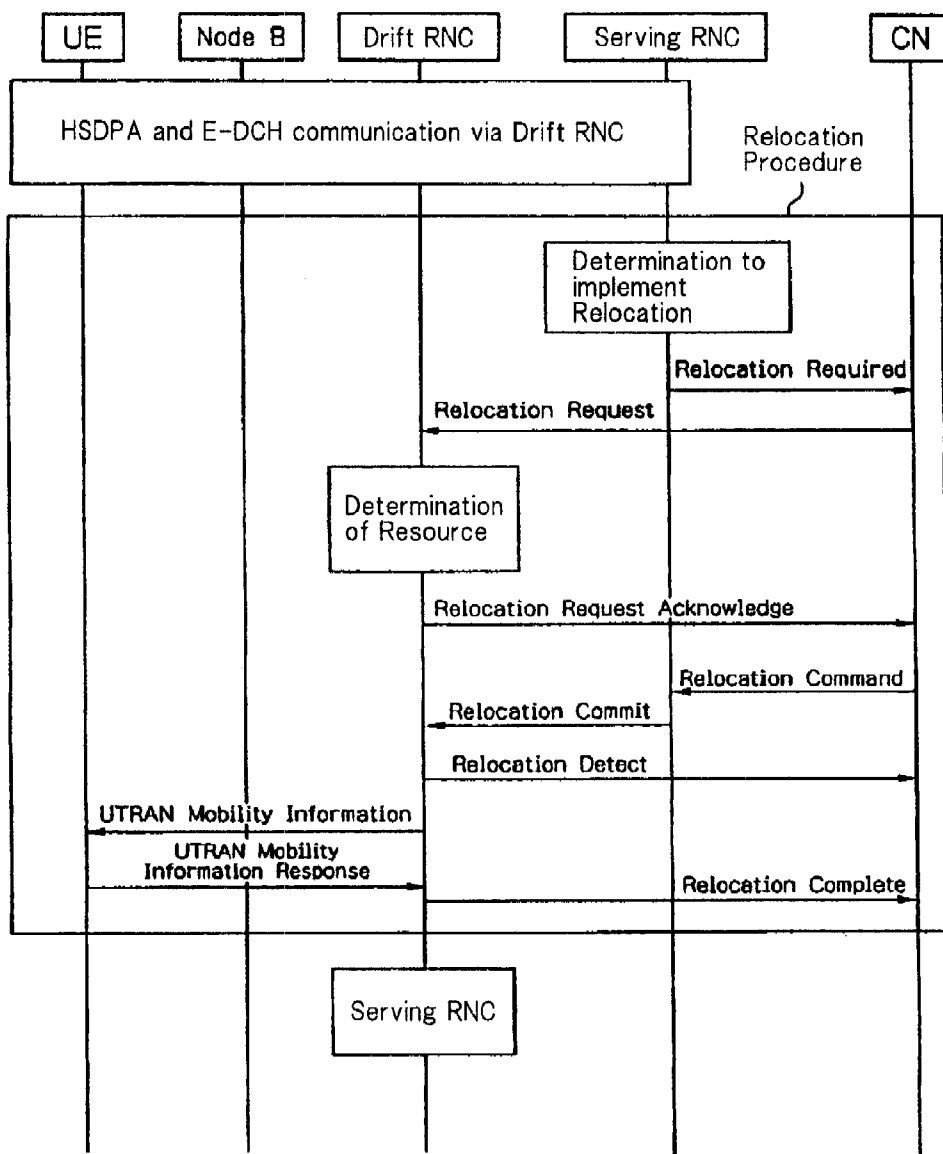 UE
Node B
Drift RNC
Serving RNC
CN
HSDPA and E-DCH communication via Drift RNC
Relocation
Procedure
Determination to
implement
Relocation
Relocation Required
Relocation Request
Determination
of Resource
Relocation Request Acknowledge
Relocation Command
Relocation Commit
Relocation Detect
UTRAN Mobility Information
UTRAN Mobility
Information Response
Relocation Complete
Serving RNC